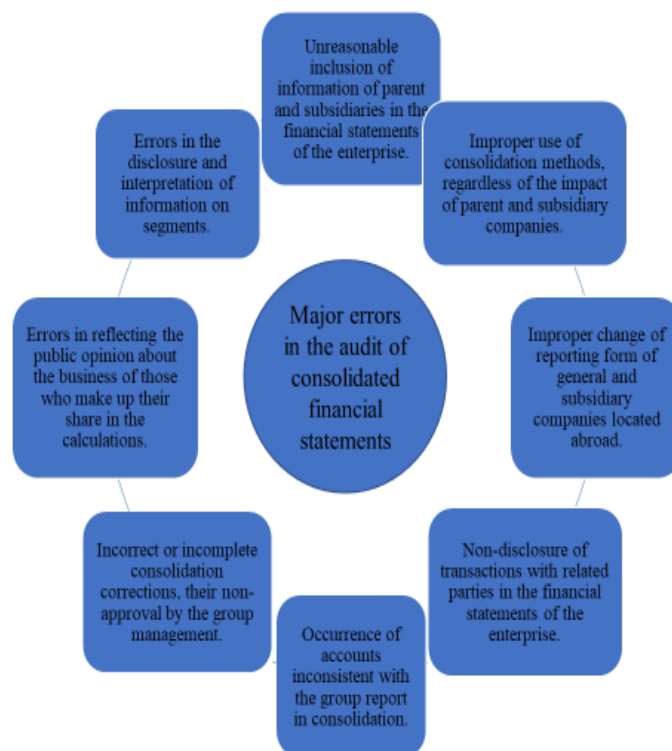 Unreasonable
inclusion of
information of parent
and subsidiaries in the
financial statements
of the enterprise.
Improper use of
consolidation methods,
regardless of the impact
of parent and subsidiary
companies.
Improper change of
reporting form of
general and
subsidiary
companies located
abroad.
Non-disclosure of
transactions with related
parties in the financial
statements of the
enterprise.
Occurrence of
accounts
inconsistent with
the group report
in consolidation.
Incorrect or incomplete
consolidation
corrections, their non-
approval by the group
management.
Errors in reflecting the
public opinion about
the business of those
who make up their
share in the
calculations.
Errors in the
disclosure and
interpretation of
information on
segments.
Major errors
in the audit of
consolidated
financial
statements